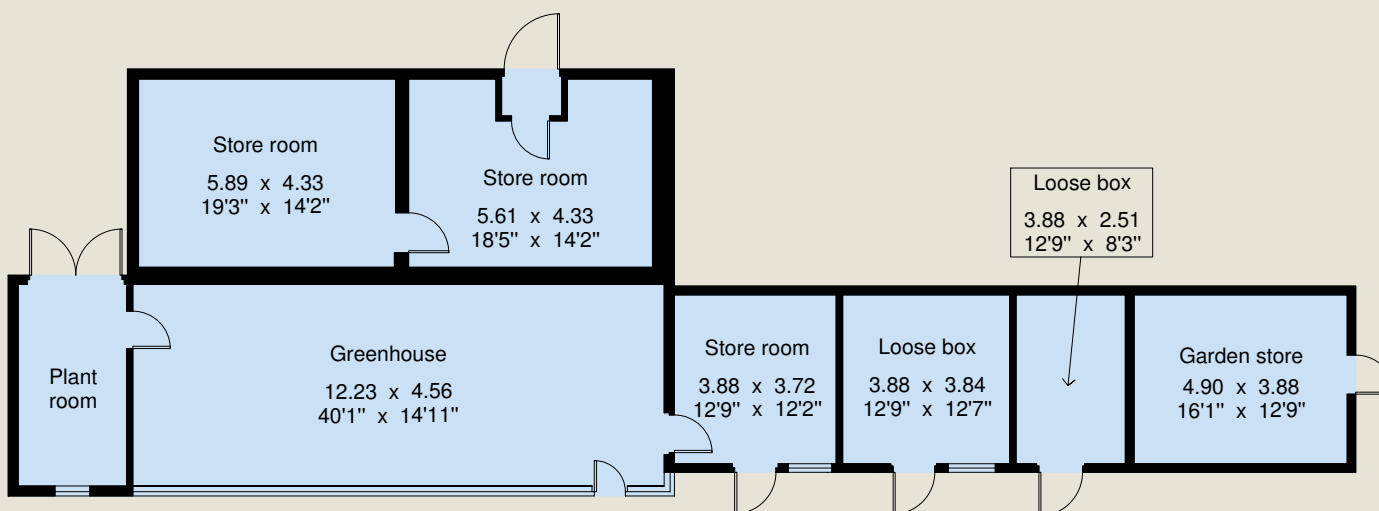 Store room
5.89 x 4.33
19'3" x 14'2"
Store room
5.61 x 4.33
18'5" x 14'2"
Loose box
3.88 x 2.51
12'9" x 8'3"
Plant
room
Greenhouse
12.23 x 4.56
40'1" x 14'11"
Store room
3.88 x 3.72
12'9" x 12'2"
Loose box
3.88 x 3.84
12'9" x 12'7"
Garden store
4.90 x 3.88
16'1" x 12'9"